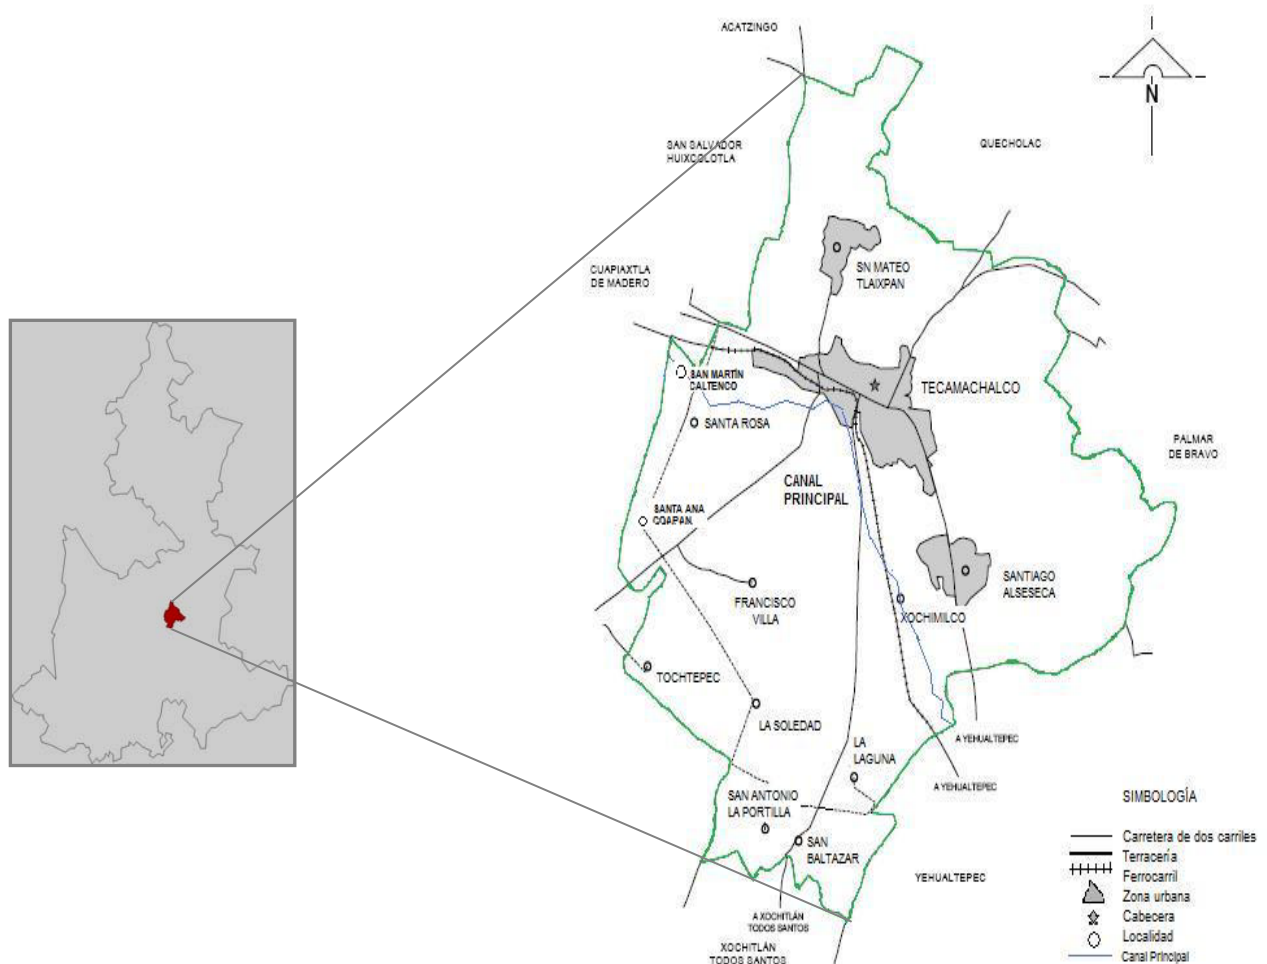 ACATZINGO
N
SAN SALVADOR
HUIXCOLOTLA
QUECHOLAC
CUAPIAXTLA
DE MADERO
SN MATEO
TLAIXPAN
SAN MARTÍN
CALTENCO
TECAMACHALCO
SANTA ROSA
PALMAR
DE BRAVO
CANAL
PRINCIPAL
SANTA ANA
COAPAN
SANTIAGO
ALSESECA
FRANCISCO
VILLA
XOCHIMILCO
TOCHTEPEC
LA SOLEDAD
A YEHUALTEPEC
LA
LAGUNA
A YEHUALTEPEC
SAN ANTONIO
LA PORTILLA
SAN
BALTAZAR
YEHUALTEPEC
A XOCHITLÁN
TODOS SANTOS
XOCHITLÁN
TODOS SANTOS
SIMBOLOGÍA
Carretera de dos carriles
Terracería
Ferrocarril
Zona urbana
Cabecera
Localidad
Canal Principal